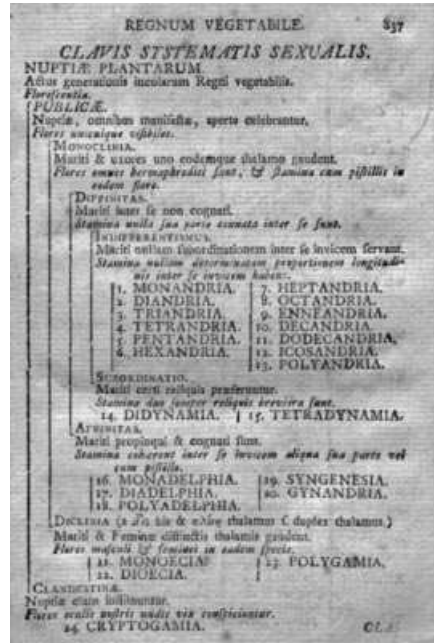 REGNUM VEGETABILE. 837
CLAVIS SYSTEMATIS SEXUALIS.
NUPTIÆ PLANTARUM.
Actus generationis incolarum Regni vegetabilis.
Florescentia.
PUBLICÆ.
Nuptiæ, omnibus manifestæ, aperte celebrantur.
Flores unicuique visibiles.
MONOCLINIA.
Mariti & uxores uno eodemque thalamo gaudent.
Flores omnes hermaphroditi sunt, & stamina cum pistillis in
eodem flore.
DIFFINITAS.
Mariti inter se non cognati.
Stamina nulla sua parte connata inter se sunt.
INDIFFERENTISMUS.
Mariti nullam subordinationem inter se invicem servant.
Stamina nullam determinatam proportionem longitudi-
nis inter se invicem habent.
1. MONANDRIA. 7. HEPTANDRIA.
2. DIANDRIA. 8. OCTANDRIA.
3. TRIANDRIA. 9. ENNEANDRIA.
4. TETRANDRIA. 10. DECANDRIA.
5. PENTANDRIA. 11. DODECANDRIA.
6. HEXANDRIA. 12. ICOSANDRIA.
13. POLYANDRIA.
SUBORDINATIO.
Mariti certi reliquis præferuntur.
Stamina duo semper reliquis breviora sunt.
14. DIDYNAMIA. 15. TETRADYNAMIA.
AFFINITAS.
Mariti propinqui & cognati sunt.
Stamina cohærent inter se invicem aliqua sua parte vel
cum pistillo.
16. MONADELPHIA. 19. SYNGENESIA.
17. DIADELPHIA. 20. GYNANDRIA.
18. POLYADELPHIA.
DICLINIA (a bis & thalamus f. duplex thalamus.)
Mariti & Feminæ distinctis thalamis gaudent.
Flores masculi & feminei in eadem specie.
21. MONOECIA. 23. POLYGAMIA.
22. DIOECIA.
CLANDESTINÆ.
Nuptiæ clam instituuntur.
Flores oculis nostris nudis vix conspiciuntur.
24. CRYPTOGAMIA.